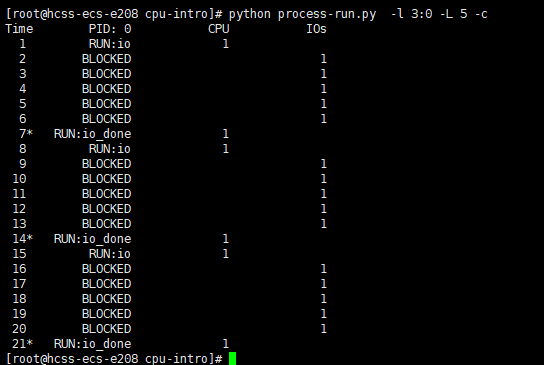 [root@hcss-ecs-e208 cpu-intro]# python process-run.py  -l 3:0 -L 5 -c
Time        PID: 0           CPU           IOs
  1         RUN:io             1
  2        BLOCKED                           1
  3        BLOCKED                           1
  4        BLOCKED                           1
  5        BLOCKED                           1
  6        BLOCKED                           1
  7*   RUN:io_done             1
  8         RUN:io             1
  9        BLOCKED                           1
 10        BLOCKED                           1
 11        BLOCKED                           1
 12        BLOCKED                           1
 13        BLOCKED                           1
 14*   RUN:io_done             1
 15         RUN:io             1
 16        BLOCKED                           1
 17        BLOCKED                           1
 18        BLOCKED                           1
 19        BLOCKED                           1
 20        BLOCKED                           1
 21*   RUN:io_done             1
[root@hcss-ecs-e208 cpu-intro]#